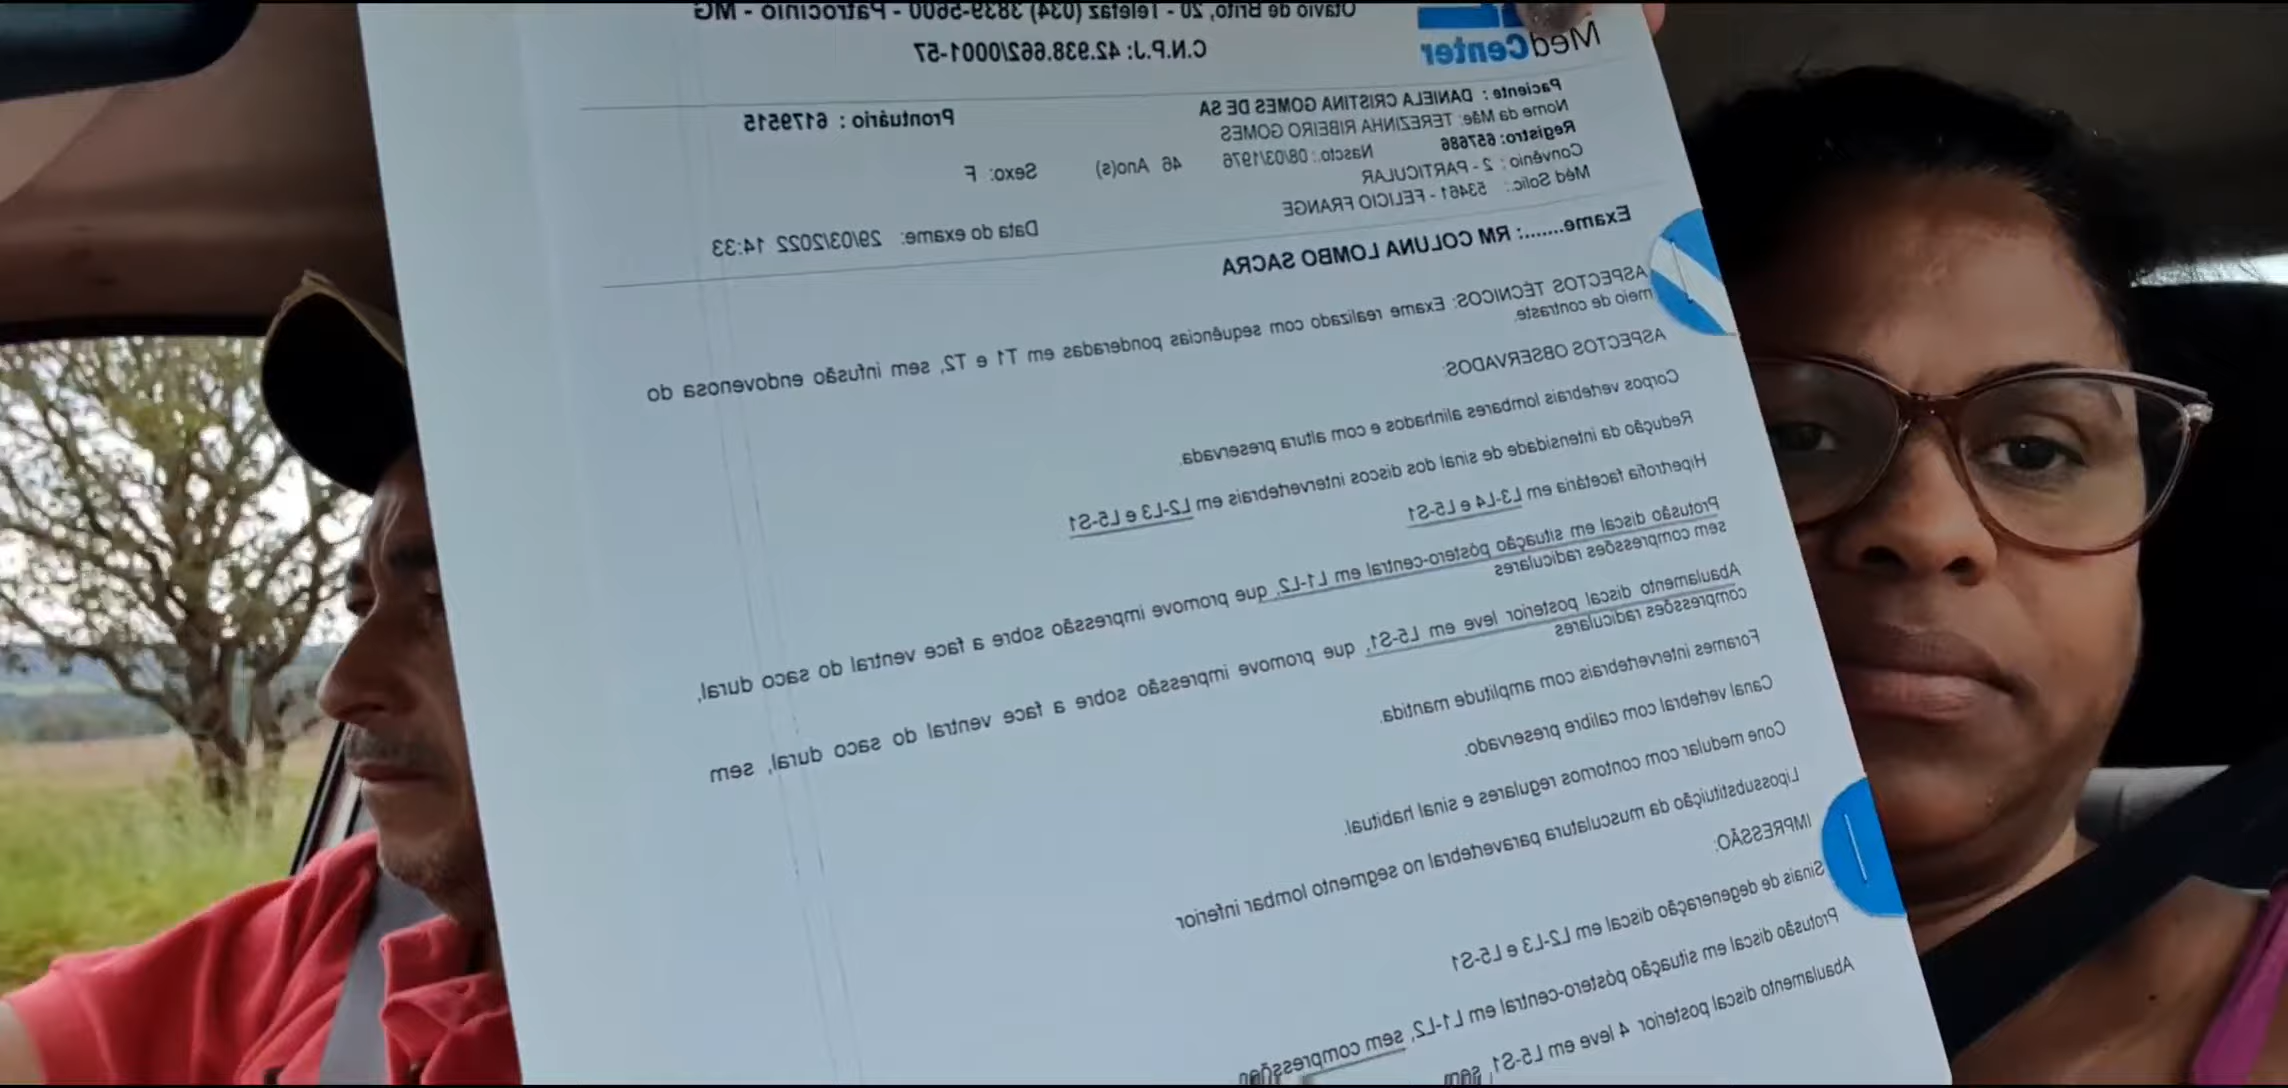 MedCenter
Otavio de Brito, 20 - Telefaz (034) 3839-5600 - Patrocínio - MG
C.N.P.J: 42.938.662/0001-57
Paciente : DANIELA CRISTINA GOMES DE SA
Prontuário : 6179515
Nome da Mãe: TEREZINHA RIBEIRO GOMES
Registro: 657686 Nascto.: 08/03/1976 46 Ano(s) Sexo: F
Convênio : 2 - PARTICULAR
Méd Solic.: 53461 - FELICIO FRANGE
Data do exame: 29/03/2022 14:33
Exame.......: RM COLUNA LOMBO SACRA
ASPECTOS TÉCNICOS: Exame realizado com sequências ponderadas em T1 e T2, sem infusão endovenosa do
meio de contraste.
ASPECTOS OBSERVADOS:
Corpos vertebrais lombares alinhados e com altura preservada.
Redução da intensidade de sinal dos discos intervertebrais em L2-L3 e L5-S1
Hipertrofia facetária em L3-L4 e L5-S1
Protusão discal em situação póstero-central em L1-L2, que promove impressão sobre a face ventral do saco dural,
sem compressões radiculares
Abaulamento discal posterior leve em L5-S1, que promove impressão sobre a face ventral do saco dural, sem
compressões radiculares
Forames intervertebrais com amplitude mantida.
Canal vertebral com calibre preservado.
Cone medular com contornos regulares e sinal habitual.
Lipossubstituição da musculatura paravertebral no segmento lombar inferior
IMPRESSÃO:
Sinais de degeneração discal em L2-L3 e L5-S1
Protusão discal em situação póstero-central em L1-L2, sem compressões
Abaulamento discal posterior 4 leve em L5-S1, sem